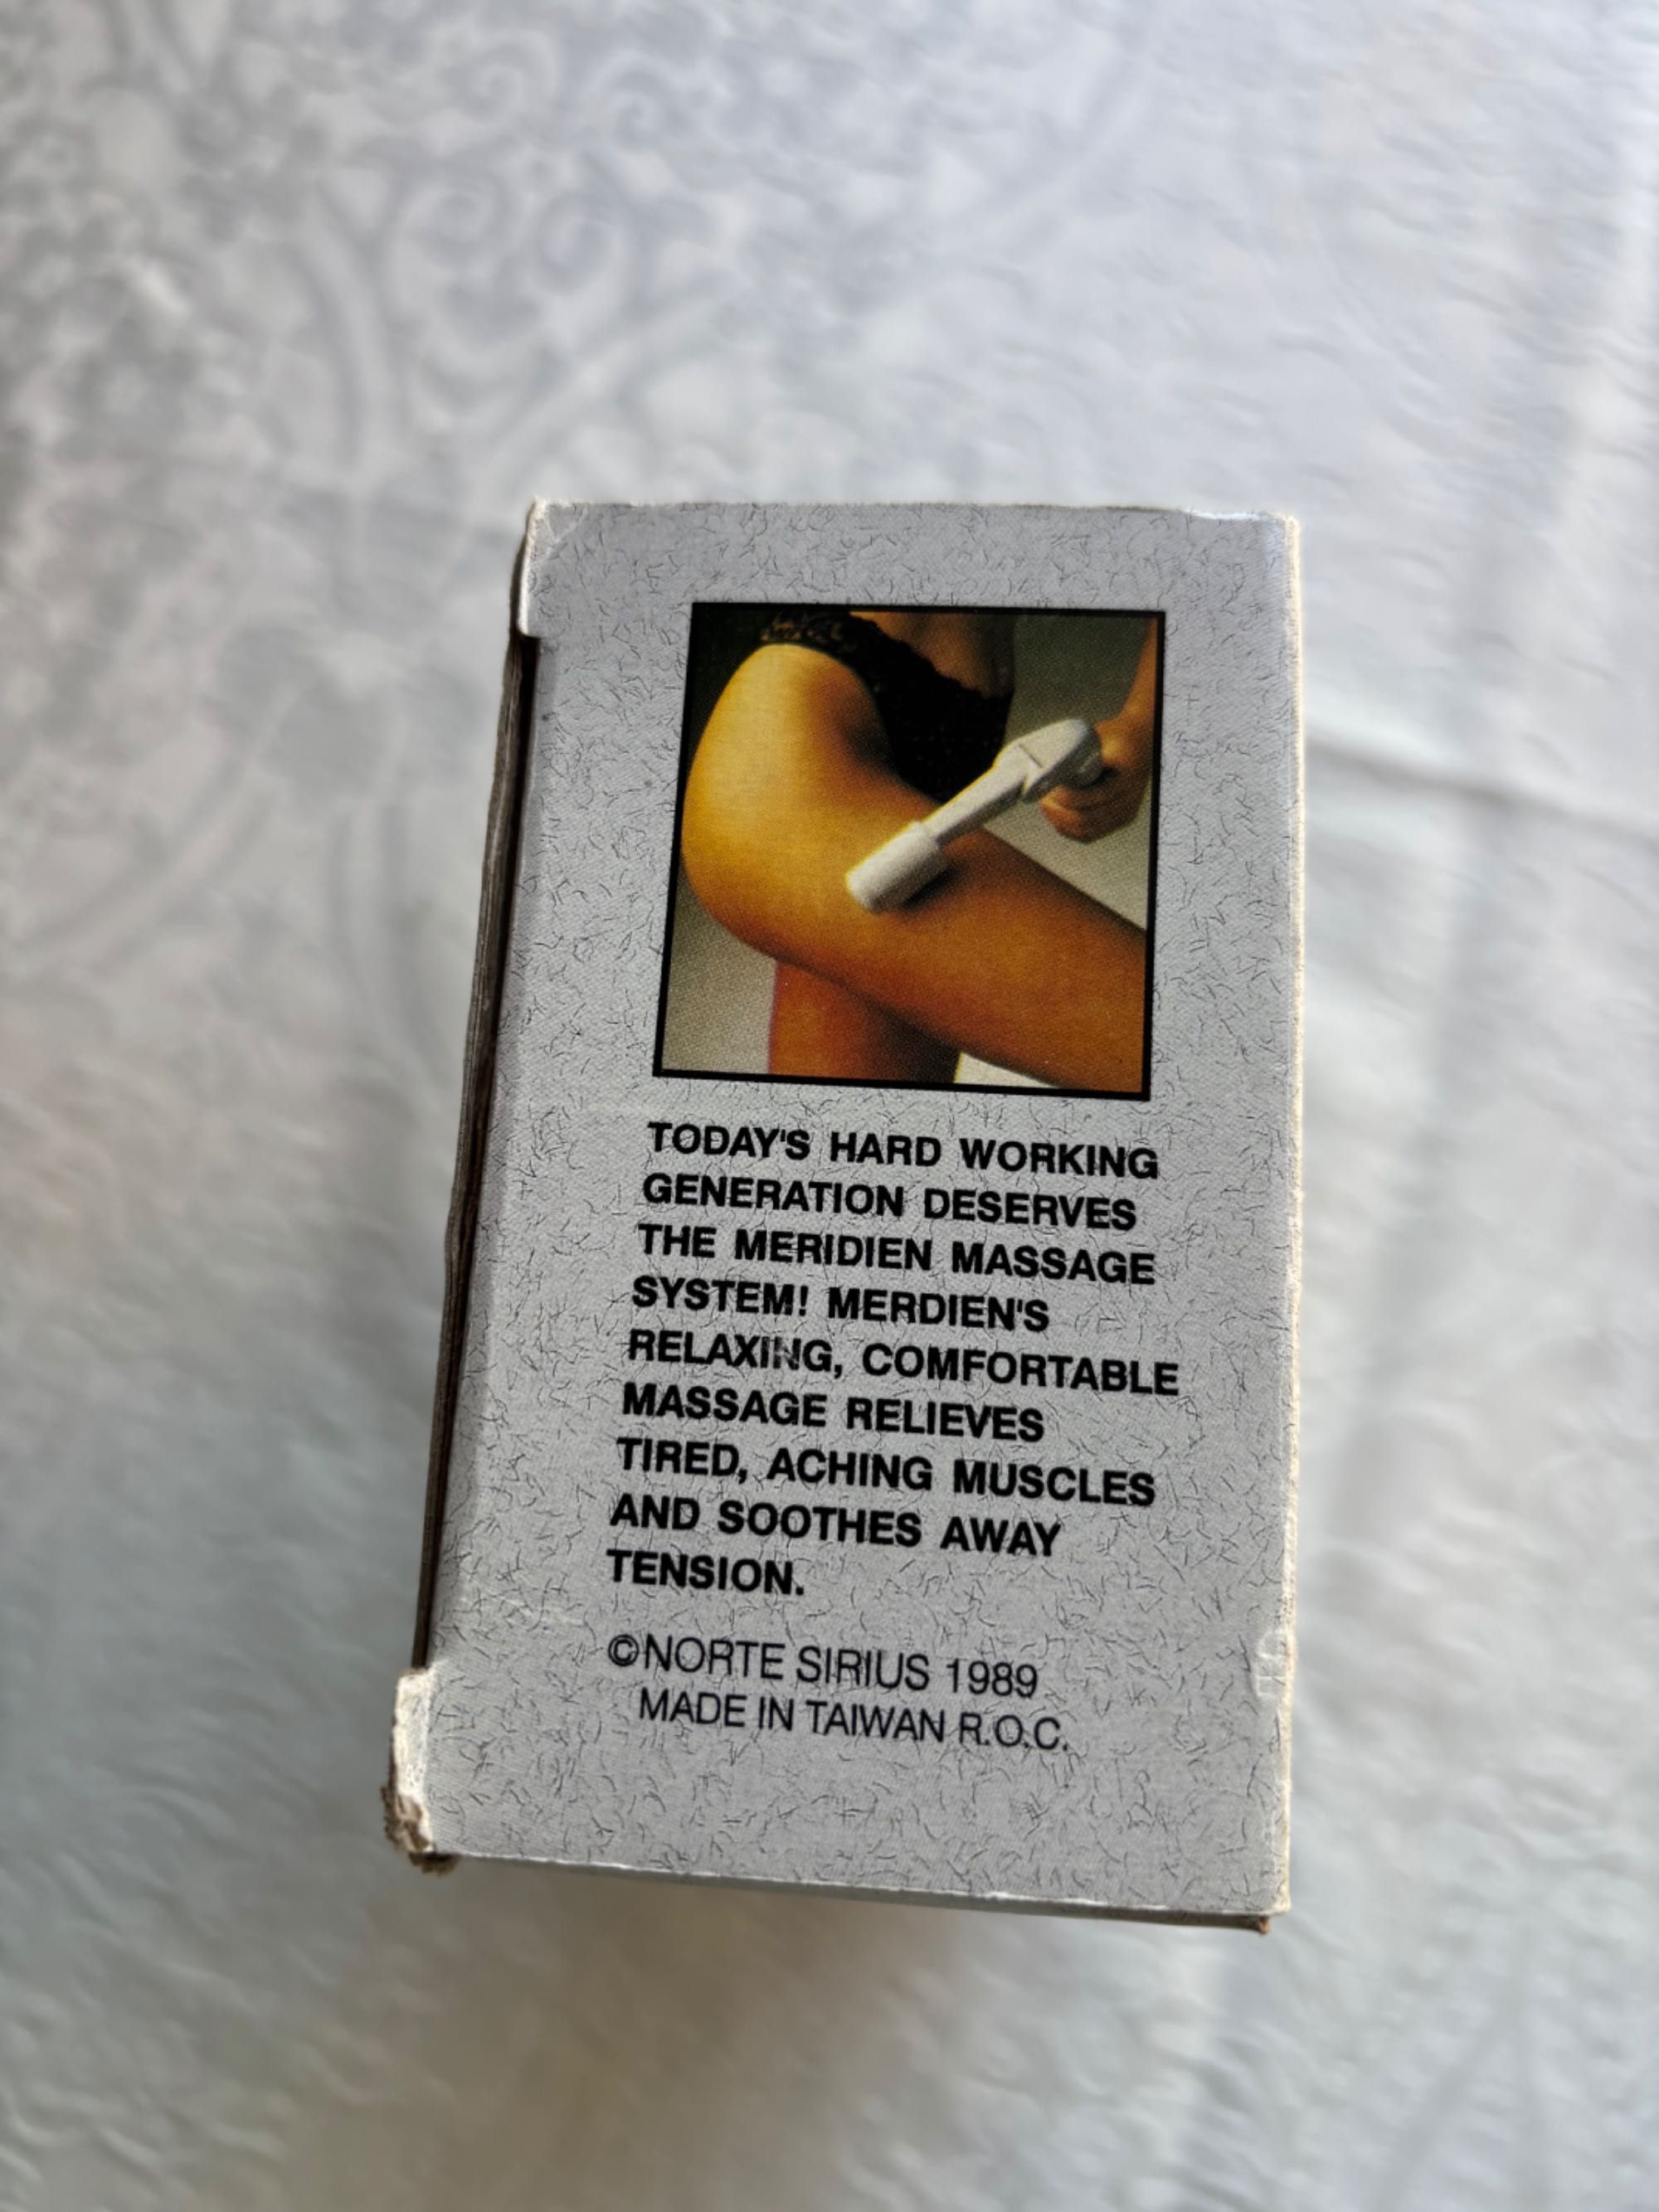 TODAY'S HARD WORKING
GENERATION DESERVES
THE MERIDIEN MASSAGE
SYSTEM! MERDIEN'S
RELAXING, COMFORTABLE
MASSAGE RELIEVES
TIRED, ACHING MUSCLES
AND SOOTHES AWAY
TENSION.
©NORTE SIRIUS 1989
MADE IN TAIWAN R.O.C.